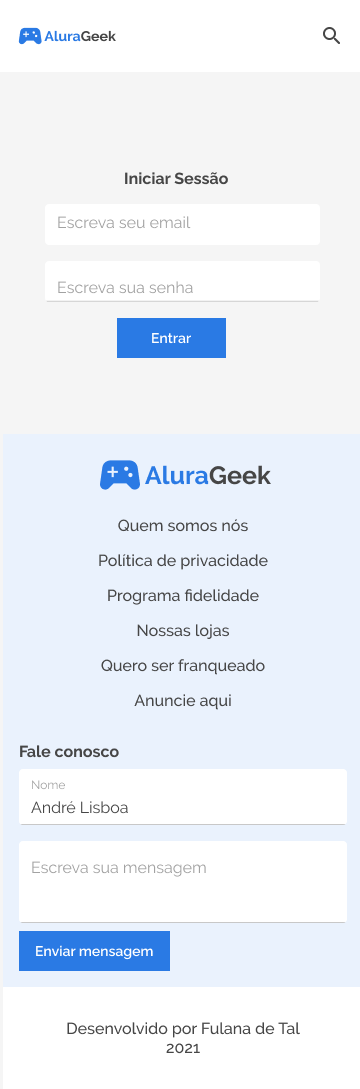 AluraGeek
Iniciar Sessão
Escreva seu email
Escreva sua senha
Entrar
AluraGeek
Quem somos nós
Política de privacidade
Programa fidelidade
Nossas lojas
Quero ser franqueado
Anuncie aqui
Fale conosco
Nome
André Lisboa
Escreva sua mensagem
Enviar mensagem
Desenvolvido por Fulana de Tal
2021